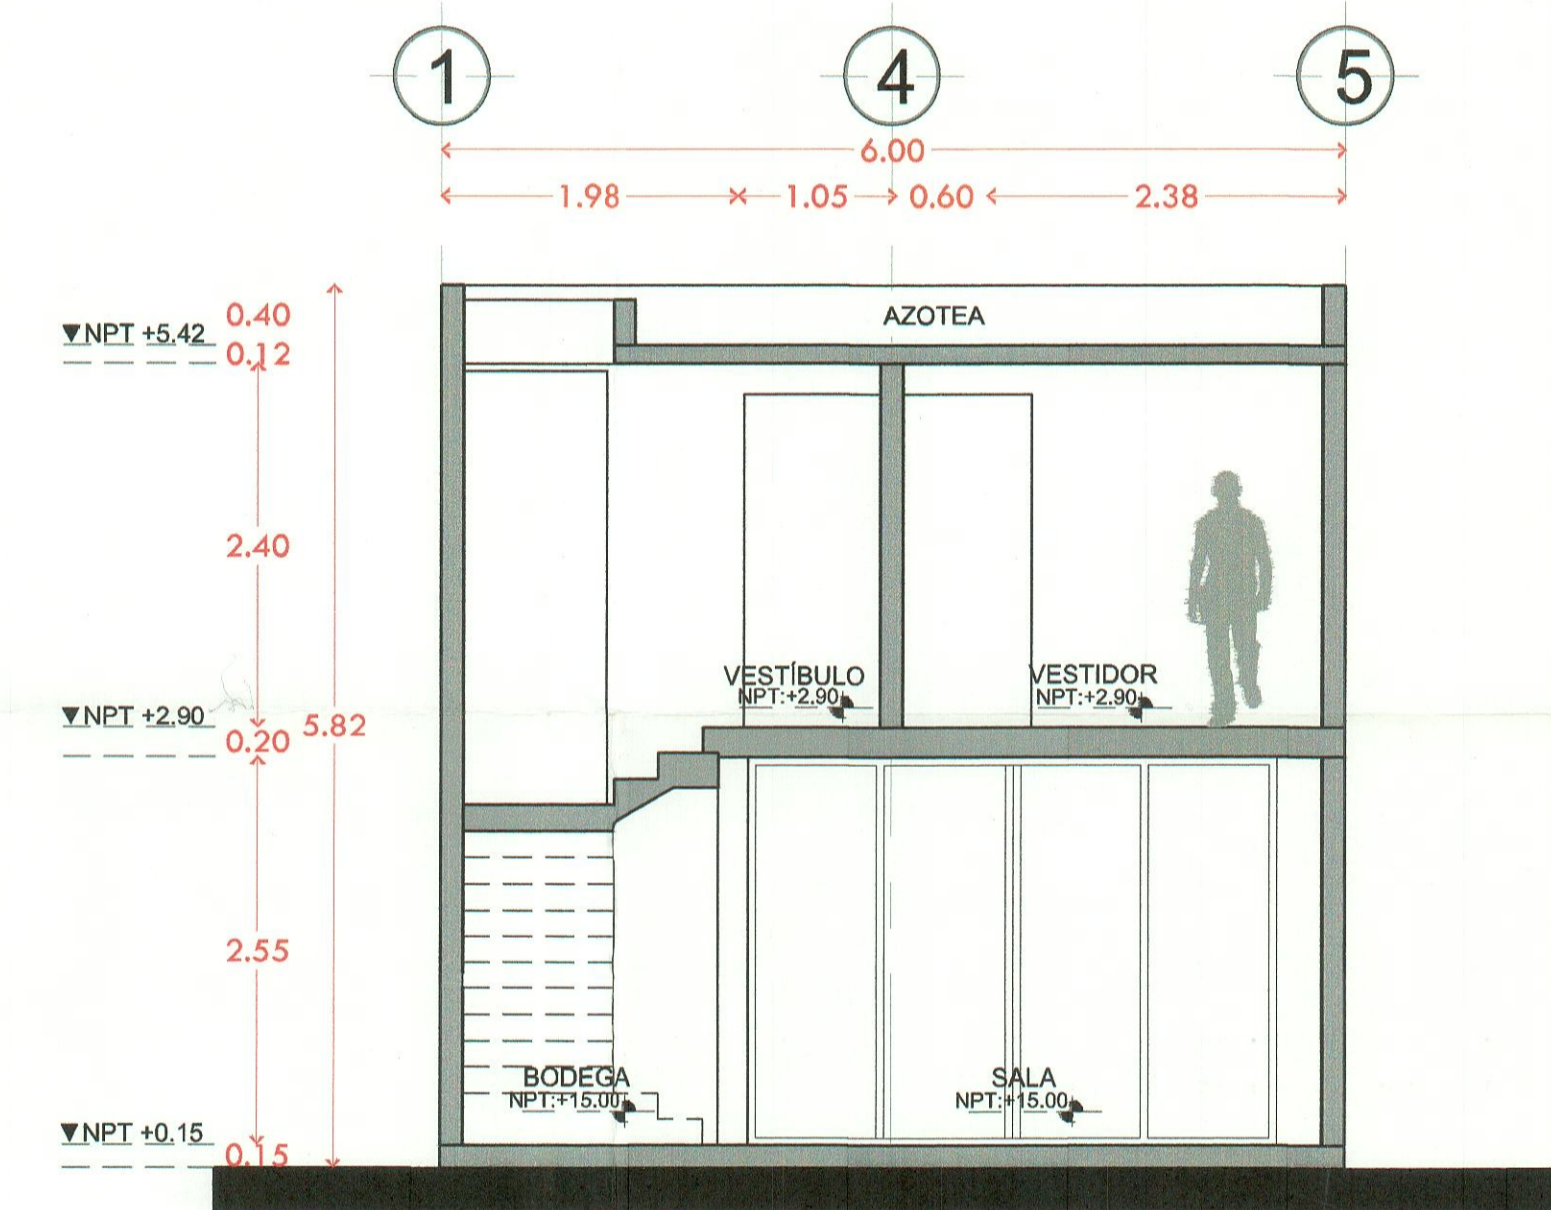 1 4 5
6.00
1.98 1.05 0.60 2.38
0.40
▼NPT +5.42
0.12
AZOTEA
2.40
VESTÍBULO
NPT:+2.90
VESTIDOR
NPT:+2.90
▼NPT +2.90
0.20
5.82
2.55
BODEGA
NPT:+15.00
SALA
NPT:+15.00
▼NPT +0.15
0.15